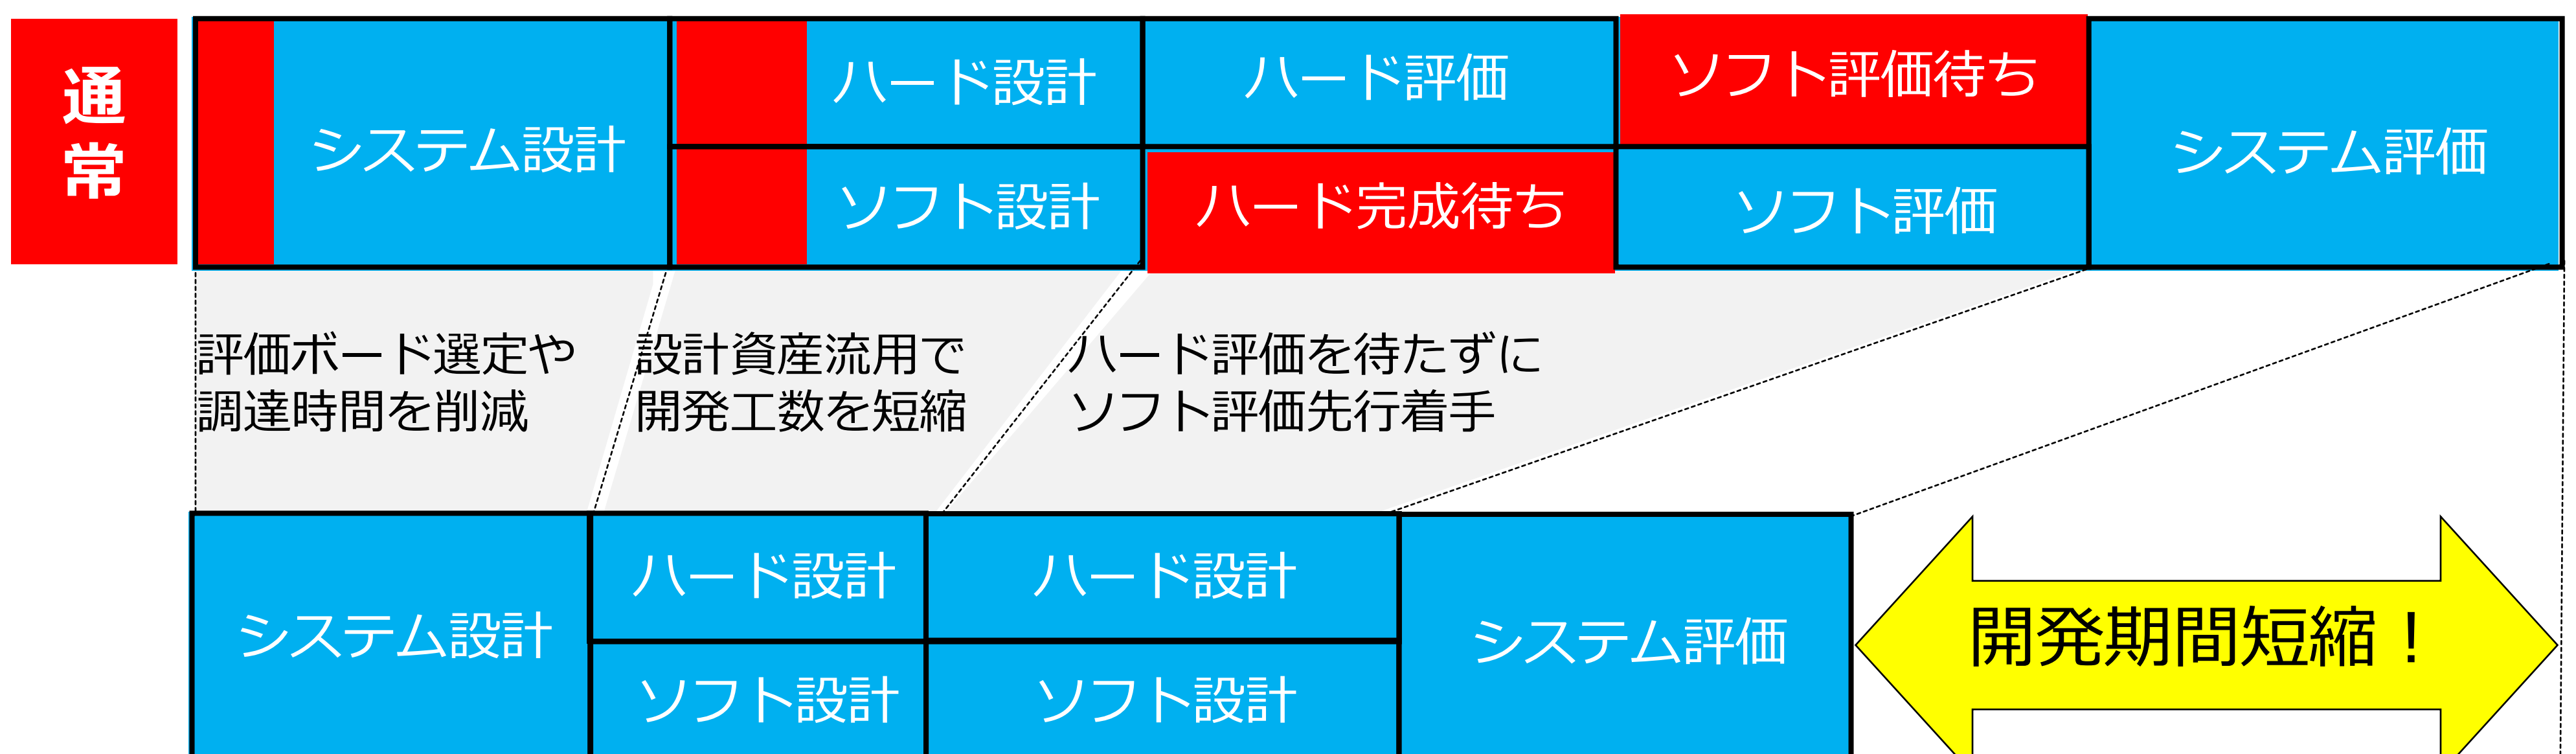 通常
システム設計
ハード設計
ハード評価
ソフト評価待ち
システム評価
ソフト設計
ハード完成待ち
ソフト評価
評価ボード選定や
調達時間を削減
設計資産流用で
開発工数を短縮
ハード評価を待たずに
ソフト評価先行着手
システム設計
ハード設計
ハード設計
システム評価
ソフト設計
ソフト設計
開発期間短縮！